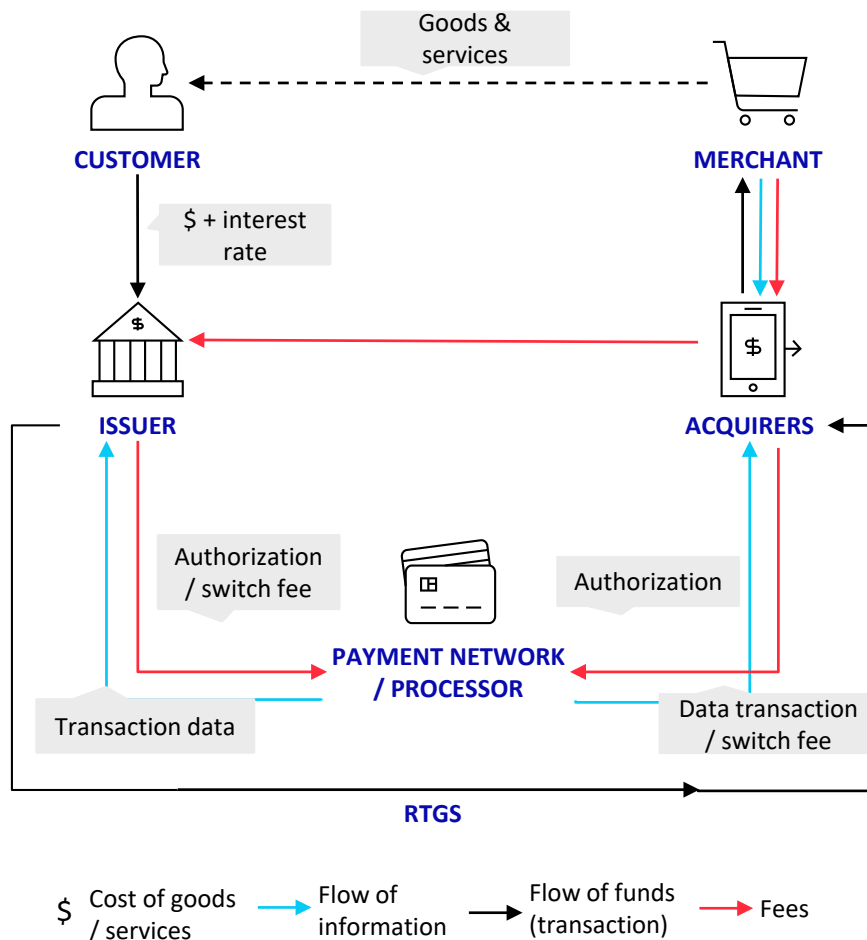 Goods &
services
CUSTOMER
MERCHANT
$ + interest
rate
$
$
ISSUER
ACQUIRERS
Authorization
/ switch fee
Authorization
PAYMENT NETWORK
/ PROCESSOR
Transaction data
Data transaction
/ switch fee
RTGS
$ Cost of goods
/ services
Flow of
information
Flow of funds
(transaction)
Fees